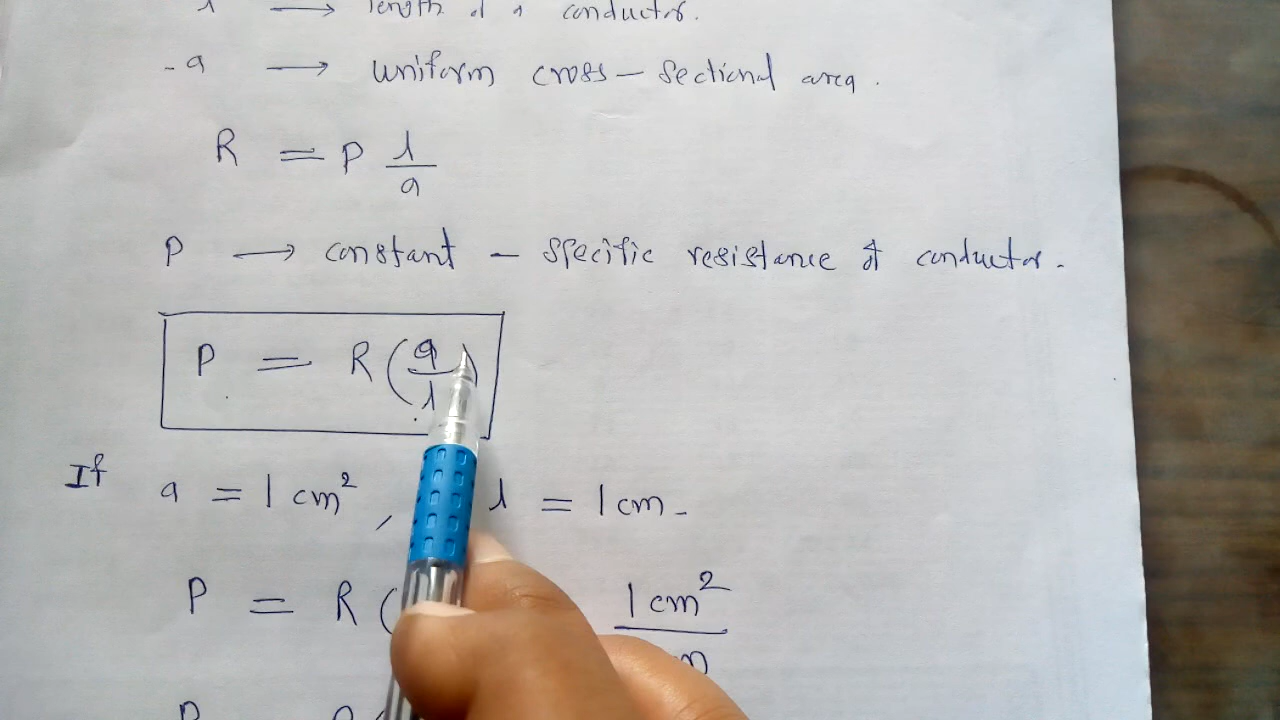 l → length of a conductor.
- a → uniform cross - sectional area.
R = P l/a
P → constant - specific resistance of conductor.
P = R(a/l)
If a = 1 cm², l = 1 cm.
P = R( 1 cm²
P